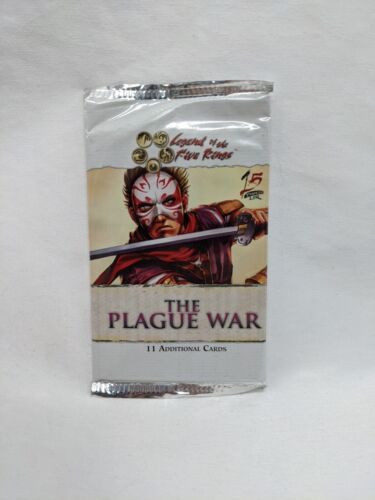 Legend of the
Five Rings
15
THE
PLAGUE WAR
11 ADDITIONAL CARDS